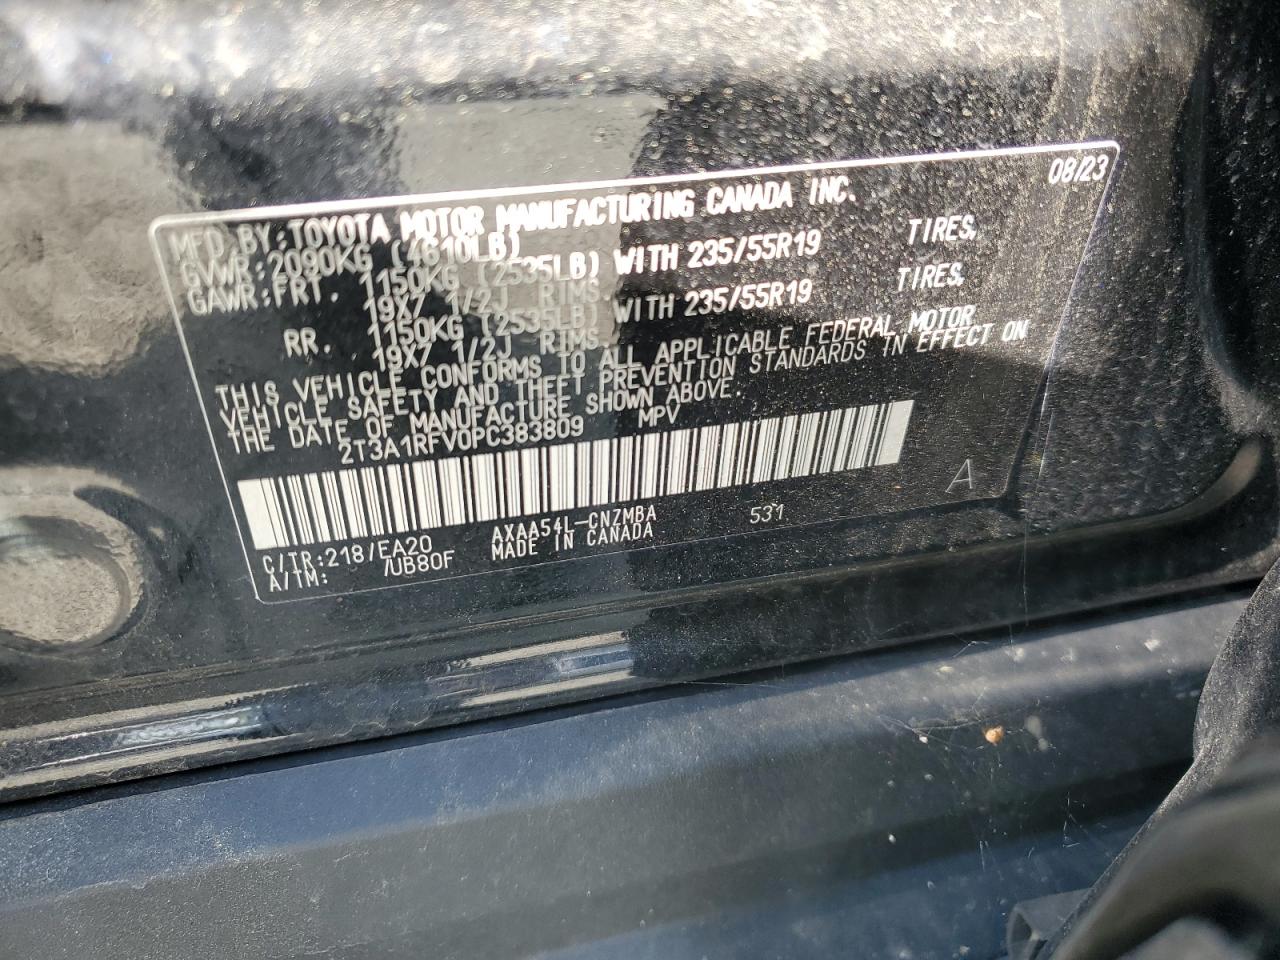 08/23
MFD BY:TOYOTA MOTOR MANUFACTURING CANADA INC.
GVWR:2090KG (4610LB)
GAWR:FRT. 1150KG (2535LB) WITH 235/55R19 TIRES,
19X7 1/2J RIMS.
RR. 1150KG (2535LB) WITH 235/55R19 TIRES,
19X7 1/2J RIMS.
THIS VEHICLE CONFORMS TO ALL APPLICABLE FEDERAL MOTOR
VEHICLE SAFETY AND THEFT PREVENTION STANDARDS IN EFFECT ON
THE DATE OF MANUFACTURE SHOWN ABOVE.
2T3A1RFV0PC383809 MPV
C/TR:218/EA20 AXAA54L-CNZMBA 531 A
A/TM: /UB80F MADE IN CANADA